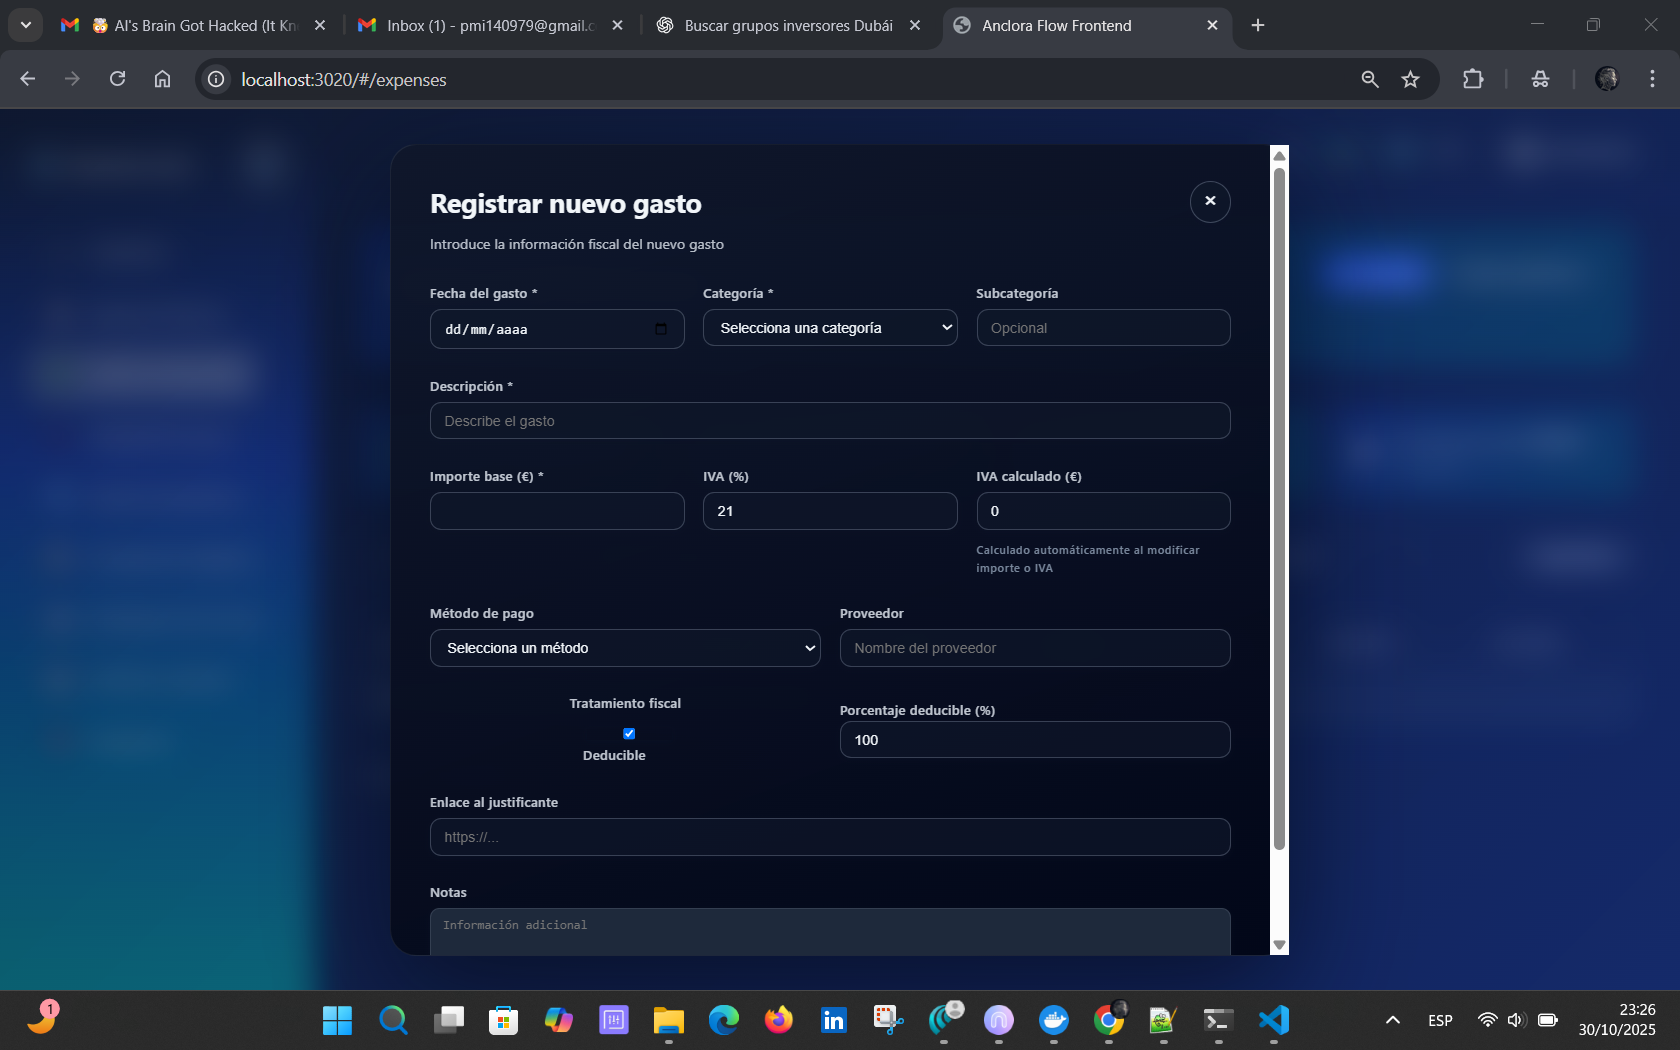 🤯 AI's Brain Got Hacked (It Kn
Inbox (1) - pmi140979@gmail.c
Buscar grupos inversores Dubái
Anclora Flow Frontend
localhost:3020/#/expenses
Registrar nuevo gasto
Introduce la información fiscal del nuevo gasto
Fecha del gasto *
Categoría *
Subcategoría
dd/mm/aaaa
Selecciona una categoría
Opcional
Descripción *
Describe el gasto
Importe base (€) *
IVA (%)
IVA calculado (€)
21
0
Calculado automáticamente al modificar
importe o IVA
Método de pago
Proveedor
Selecciona un método
Nombre del proveedor
Tratamiento fiscal
Porcentaje deducible (%)
Deducible
100
Enlace al justificante
https://...
Notas
Información adicional
1
ESP
23:26
30/10/2025